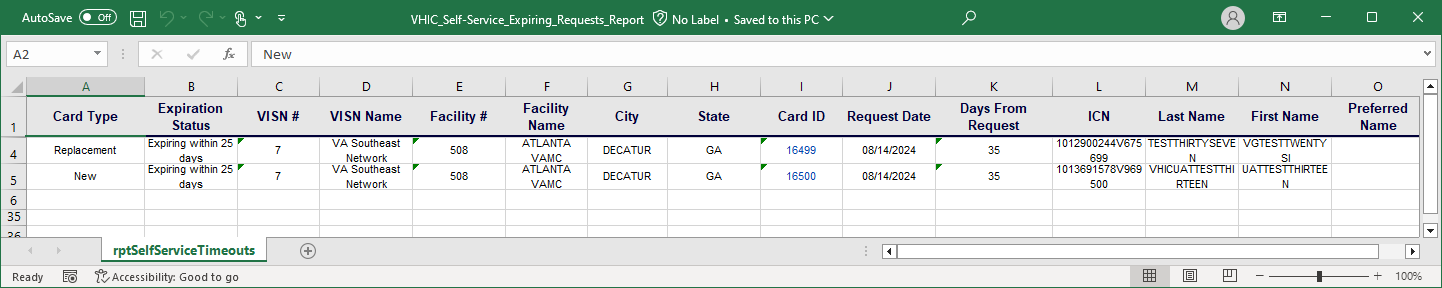 AutoSave Off VHIC_Self-Service_Expiring_Requests_Report No Label • Saved to this PC
A2 fx New
A B C D E F G H I J K L M N O
1 Card Type Expiration Status VISN # VISN Name Facility # Facility Name City State Card ID Request Date Days From Request ICN Last Name First Name Preferred Name
4 Replacement Expiring within 25 days 7 VA Southeast Network 508 ATLANTA VAMC DECATUR GA 16499 08/14/2024 35 1012900244V675699 TESTTHIRTYSEVEN VGTESTTWENTYSI
5 New Expiring within 25 days 7 VA Southeast Network 508 ATLANTA VAMC DECATUR GA 16500 08/14/2024 35 1013691578V969500 VHICUATTESTTHIRTEEN UATTESTTHIRTEEN
6
35
36
rptSelfServiceTimeouts
Ready Accessibility: Good to go 100%